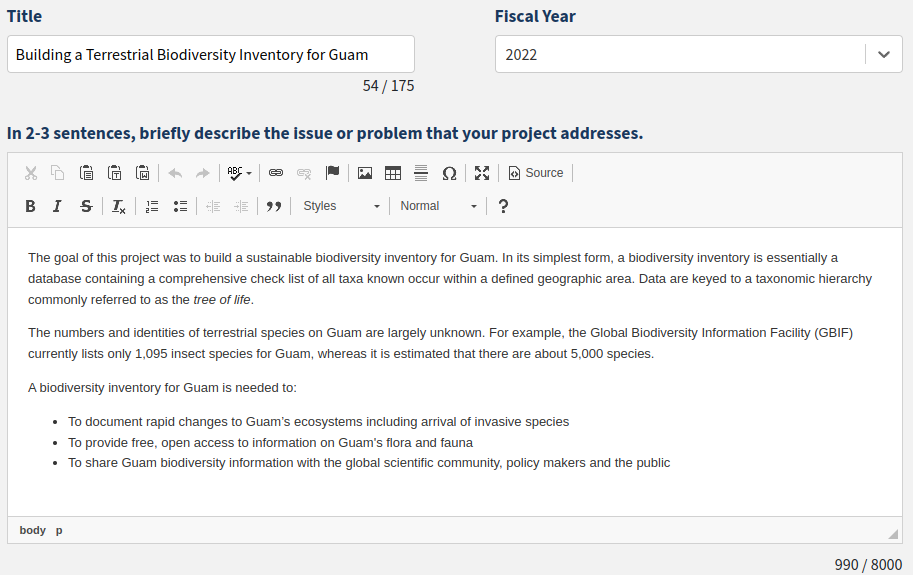 Title
Fiscal Year
Building a Terrestrial Biodiversity Inventory for Guam
2022
54 / 175
In 2-3 sentences, briefly describe the issue or problem that your project addresses.
ABC
Ω
Source
B I S Tx
Styles
Normal
?
The goal of this project was to build a sustainable biodiversity inventory for Guam. In its simplest form, a biodiversity inventory is essentially a
database containing a comprehensive check list of all taxa known occur within a defined geographic area. Data are keyed to a taxonomic hierarchy
commonly referred to as the tree of life.
The numbers and identities of terrestrial species on Guam are largely unknown. For example, the Global Biodiversity Information Facility (GBIF)
currently lists only 1,095 insect species for Guam, whereas it is estimated that there are about 5,000 species.
A biodiversity inventory for Guam is needed to:
• To document rapid changes to Guam’s ecosystems including arrival of invasive species
• To provide free, open access to information on Guam's flora and fauna
• To share Guam biodiversity information with the global scientific community, policy makers and the public
body p
990 / 8000